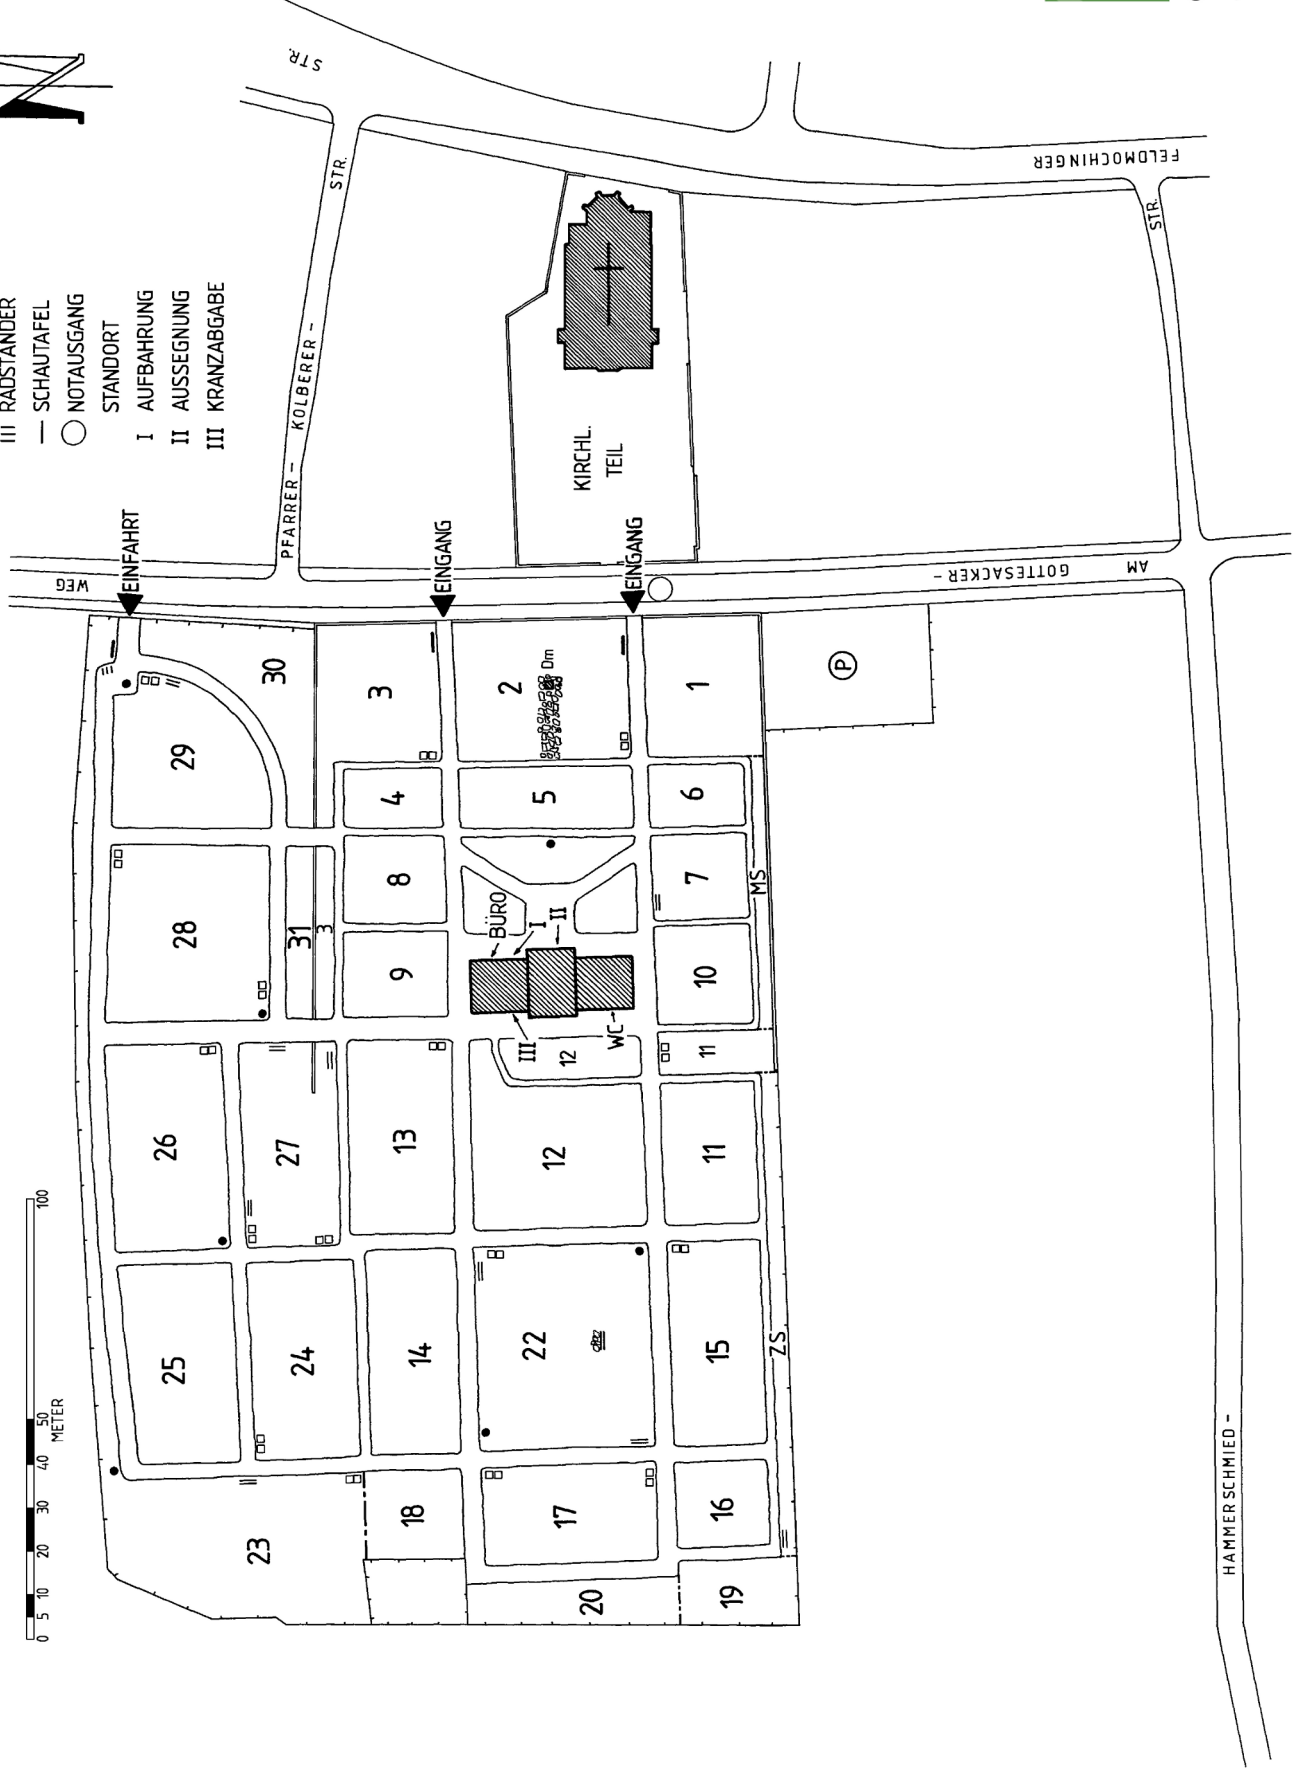 STR.
STR.
FELDMOCHINGER
STR.
III RADSTÄNDER
— SCHAUTAFEL
NOTAUSGANG
STANDORT
I AUFBAHRUNG
II AUSSEGNUNG
III KRANZABGABE
PFARRER - KOLBERER -
KIRCHL.
TEIL
EINFAHRT
EINGANG
EINGANG
WEG
AM
GOTTESACKER -
30
3
2
Dm
1
P
29
4
5
6
28
31
3
8
7
MS
9
BÜRO
I
II
10
III
WC
12
11
26
27
13
12
11
25
24
14
22
15
ZS
23
18
17
16
20
19
0 5 10 20 30 40 50 100
METER
HAMMERSCHMIED -